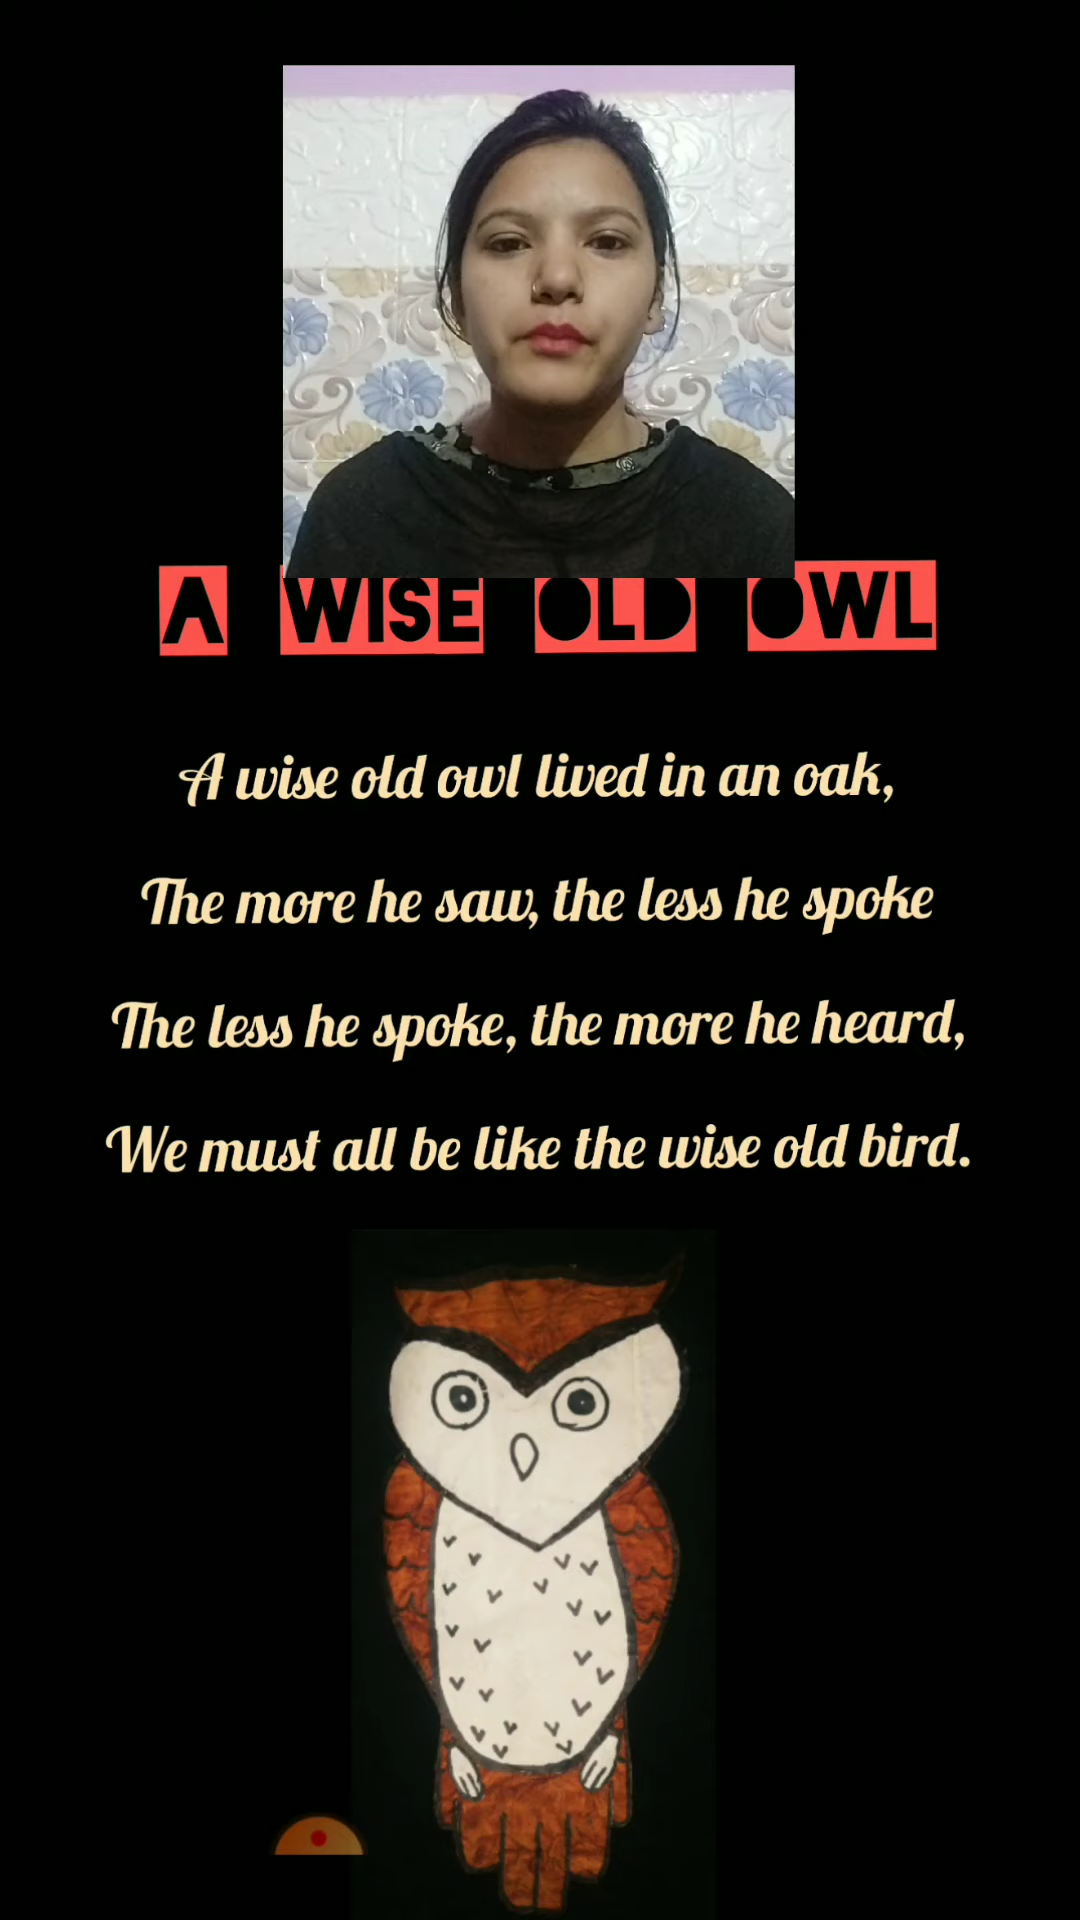 A WISE OLD OWL
A wise old owl lived in an oak,
The more he saw, the less he spoke
The less he spoke, the more he heard,
We must all be like the wise old bird.